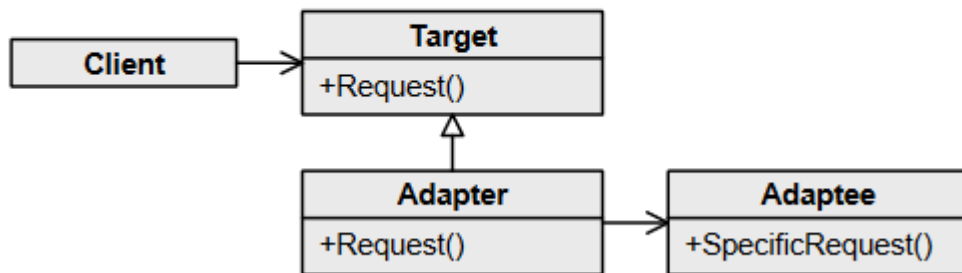 Target
Client
+Request()
Adapter
Adaptee
+Request()
+SpecificRequest()